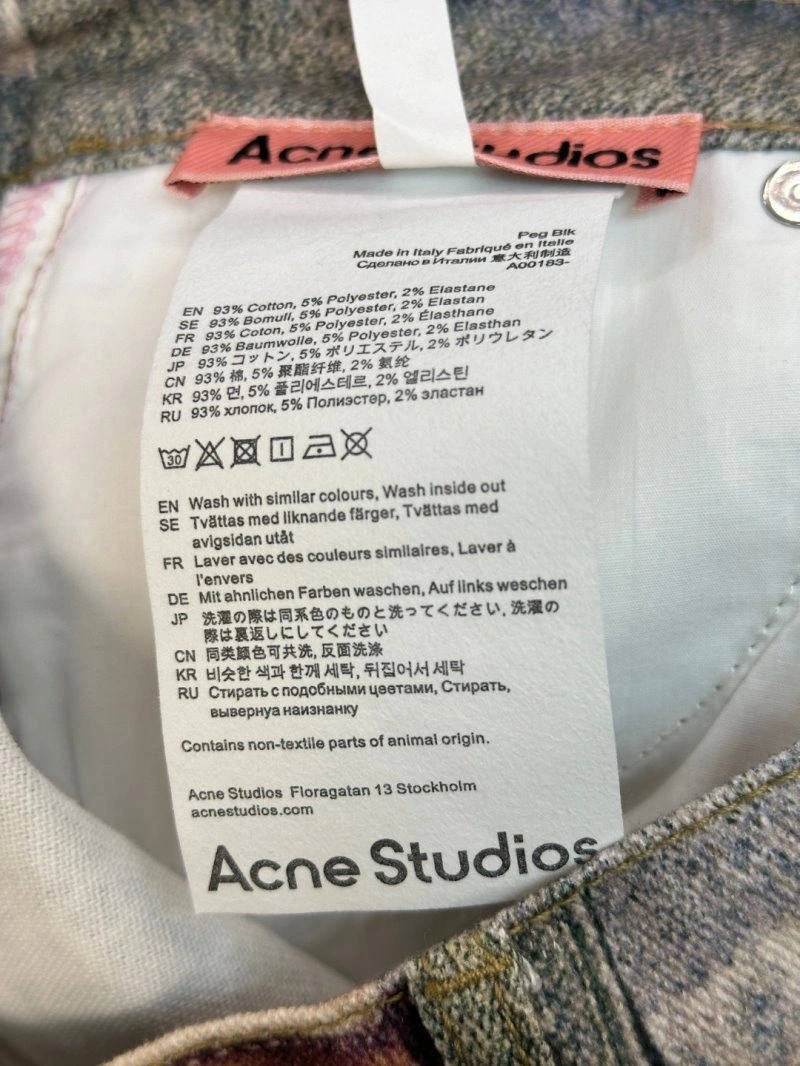 Acne Studios
Peg Blk
Made in Italy Fabriqué en Italie
Сделано в Италии 意大利制造
A00183-
EN 93% Cotton, 5% Polyester, 2% Elastane
SE 93% Bomull, 5% Polyester, 2% Elastan
FR 93% Coton, 5% Polyester, 2% Élasthane
DE 93% Baumwolle, 5% Polyester, 2% Elasthan
JP 93% コットン, 5% ポリエステル, 2% ポリウレタン
CN 93% 棉, 5% 聚酯纤维, 2% 氨纶
KR 93% 면, 5% 폴리에스테르, 2% 엘리스틴
RU 93% хлопок, 5% Полиэстер, 2% эластан
30
EN Wash with similar colours, Wash inside out
SE Tvättas med liknande färger, Tvättas med
avigsidan utåt
FR Laver avec des couleurs similaires, Laver à
l'envers
DE Mit ahnlichen Farben waschen, Auf links weschen
JP 洗濯の際は同系色のものと洗ってください, 洗濯の
際は裏返しにしてください
CN 同类颜色可共洗, 反面洗涤
KR 비슷한 색과 한께 세탁, 뒤집어서 세탁
RU Стирать с подобными цветами, Стирать,
вывернуа наизнанку
Contains non-textile parts of animal origin.
Acne Studios Floragatan 13 Stockholm
acnestudios.com
Acne Studios